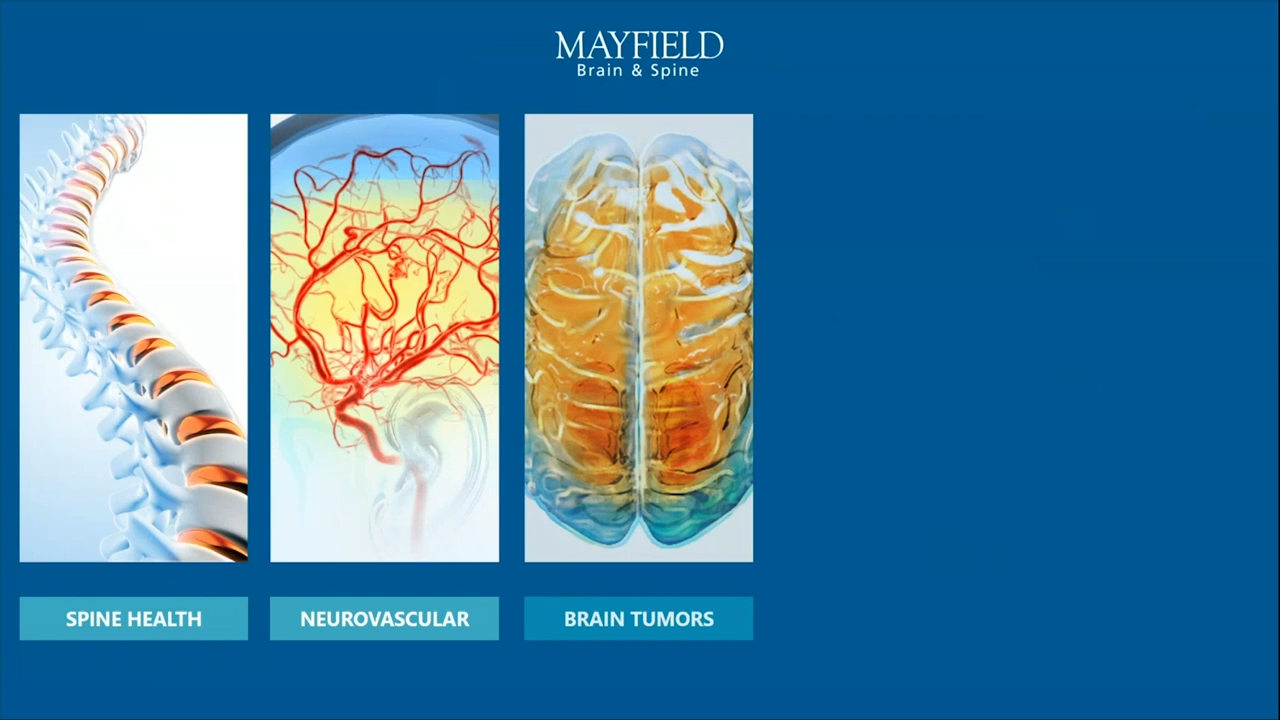 MAYFIELD
Brain & Spine
SPINE HEALTH
NEUROVASCULAR
BRAIN TUMORS